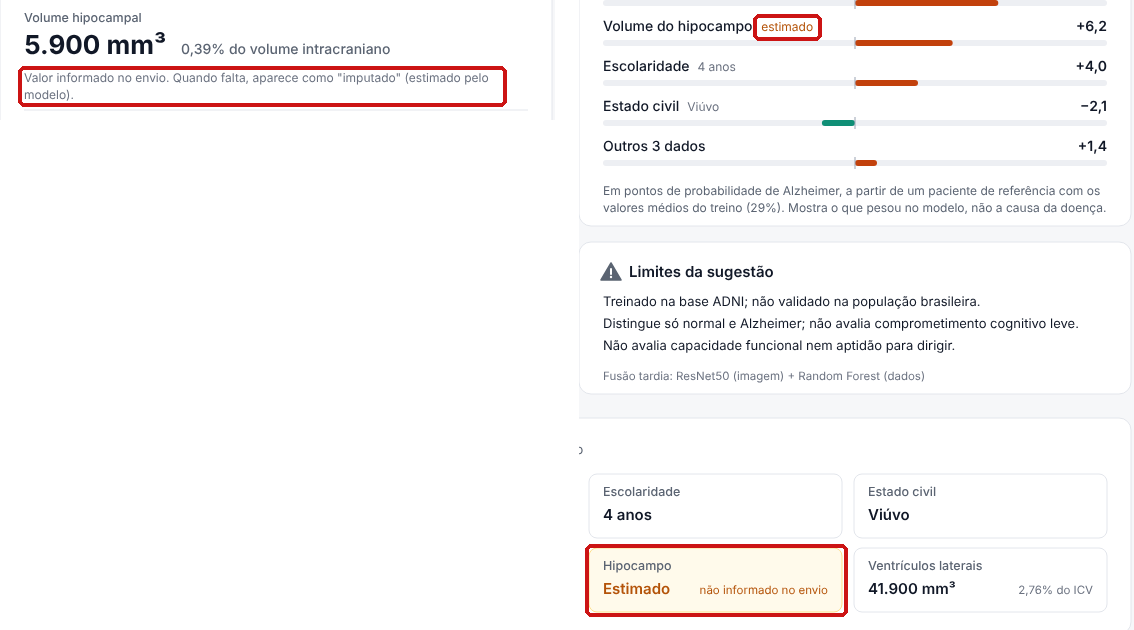 Volume hipocampal
5.900 mm³ 0,39% do volume intracraniano
Valor informado no envio. Quando falta, aparece como "imputado" (estimado pelo
modelo).
Volume do hipocampo estimado +6,2
Escolaridade 4 anos +4,0
Estado civil Viúvo −2,1
Outros 3 dados +1,4
Em pontos de probabilidade de Alzheimer, a partir de um paciente de referência com os
valores médios do treino (29%). Mostra o que pesou no modelo, não a causa da doença.
Limites da sugestão
Treinado na base ADNI; não validado na população brasileira.
Distingue só normal e Alzheimer; não avalia comprometimento cognitivo leve.
Não avalia capacidade funcional nem aptidão para dirigir.
Fusão tardia: ResNet50 (imagem) + Random Forest (dados)
Escolaridade
4 anos
Estado civil
Viúvo
Hipocampo
Estimado não informado no envio
Ventrículos laterais
41.900 mm³ 2,76% do ICV